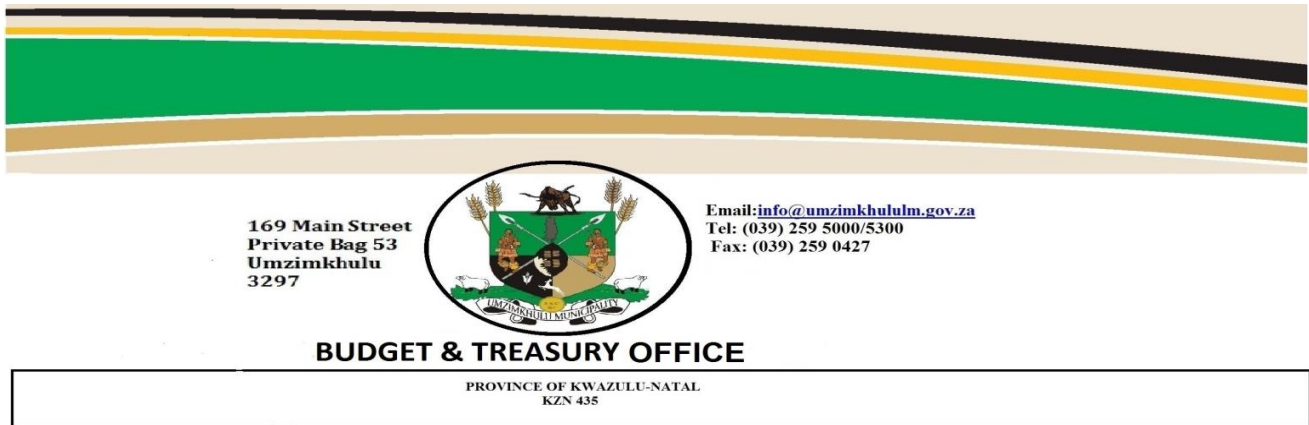 169 Main Street
Private Bag 53
Umzimkhulu
3297
UMZIMKHULU MUNICIPALITY
Email:info@umzimkhululm.gov.za
Tel: (039) 259 5000/5300
Fax: (039) 259 0427
BUDGET & TREASURY OFFICE
PROVINCE OF KWAZULU-NATAL
KZN 435